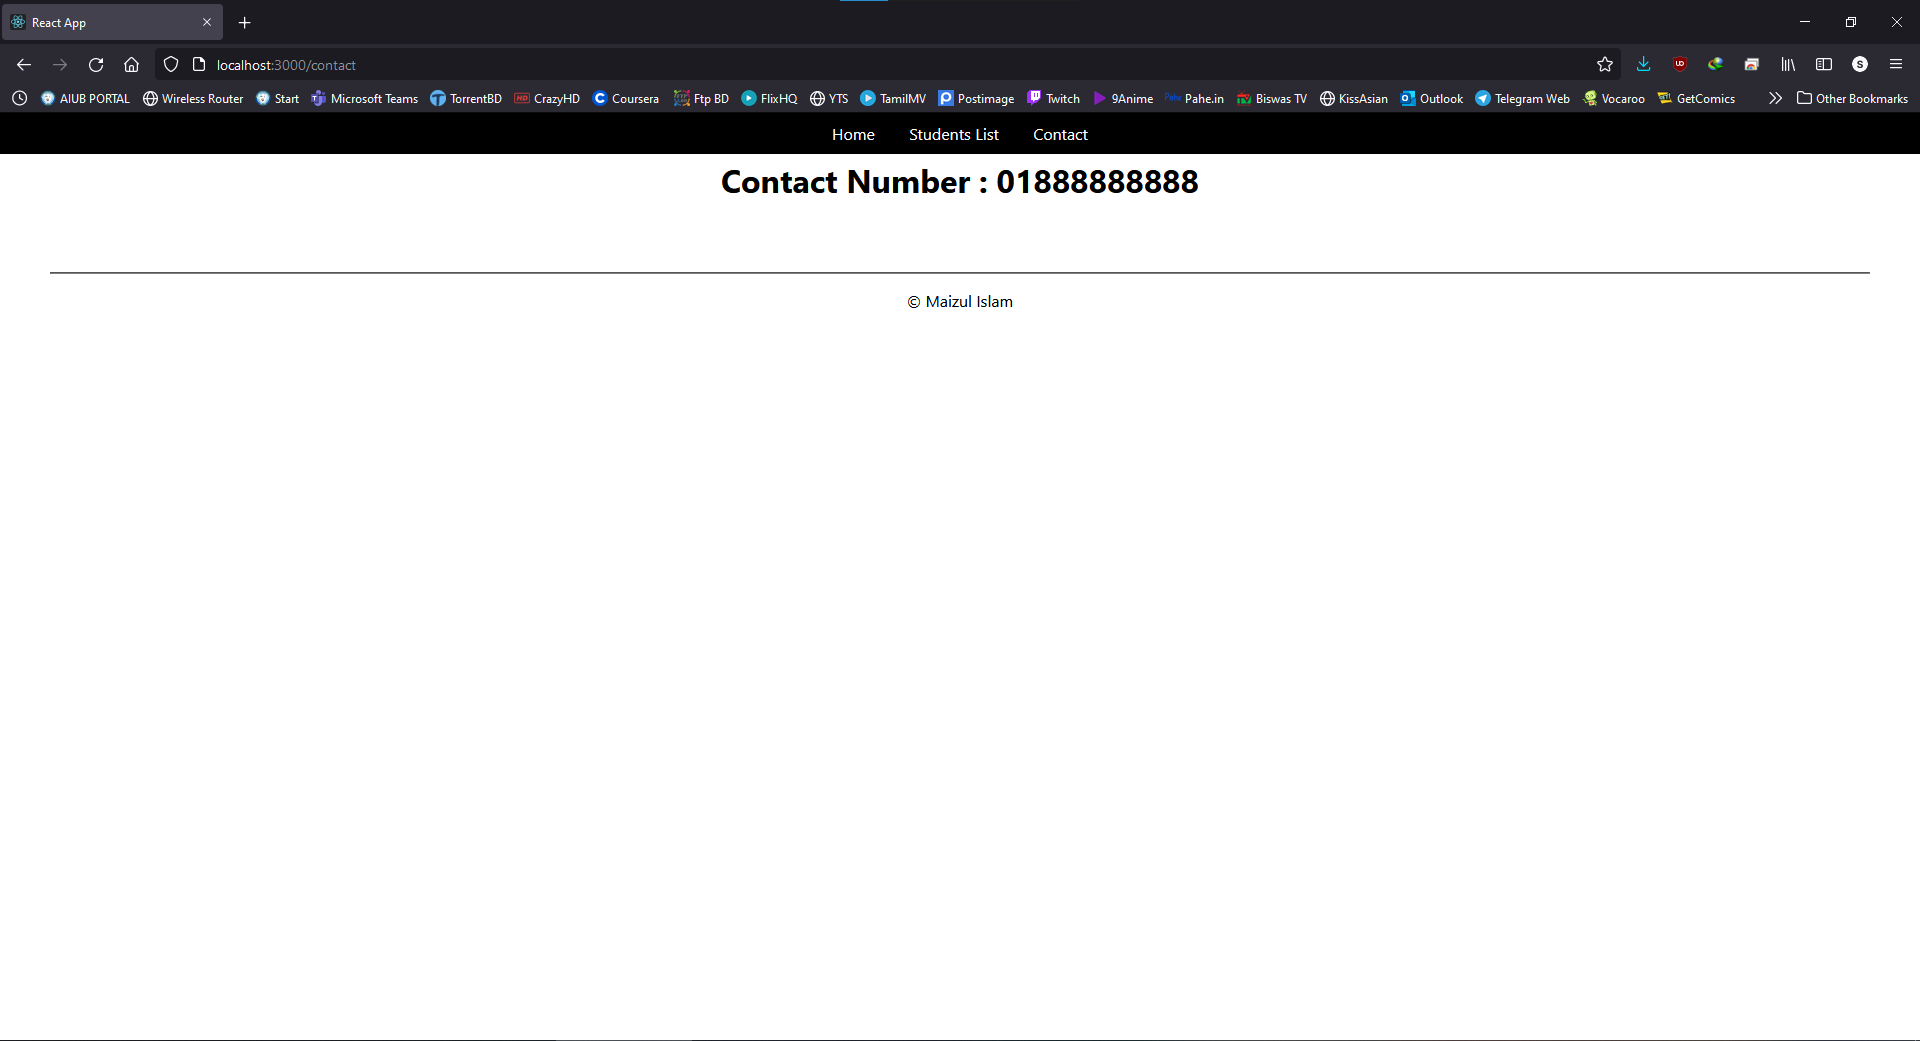 React App
localhost:3000/contact
AIUB PORTAL Wireless Router Start Microsoft Teams TorrentBD CrazyHD Coursera Ftp BD FlixHQ YTS TamilMV Postimage Twitch 9Anime Pahe.in Biswas TV KissAsian Outlook Telegram Web Vocaroo GetComics Other Bookmarks
Home Students List Contact
Contact Number : 01888888888
© Maizul Islam